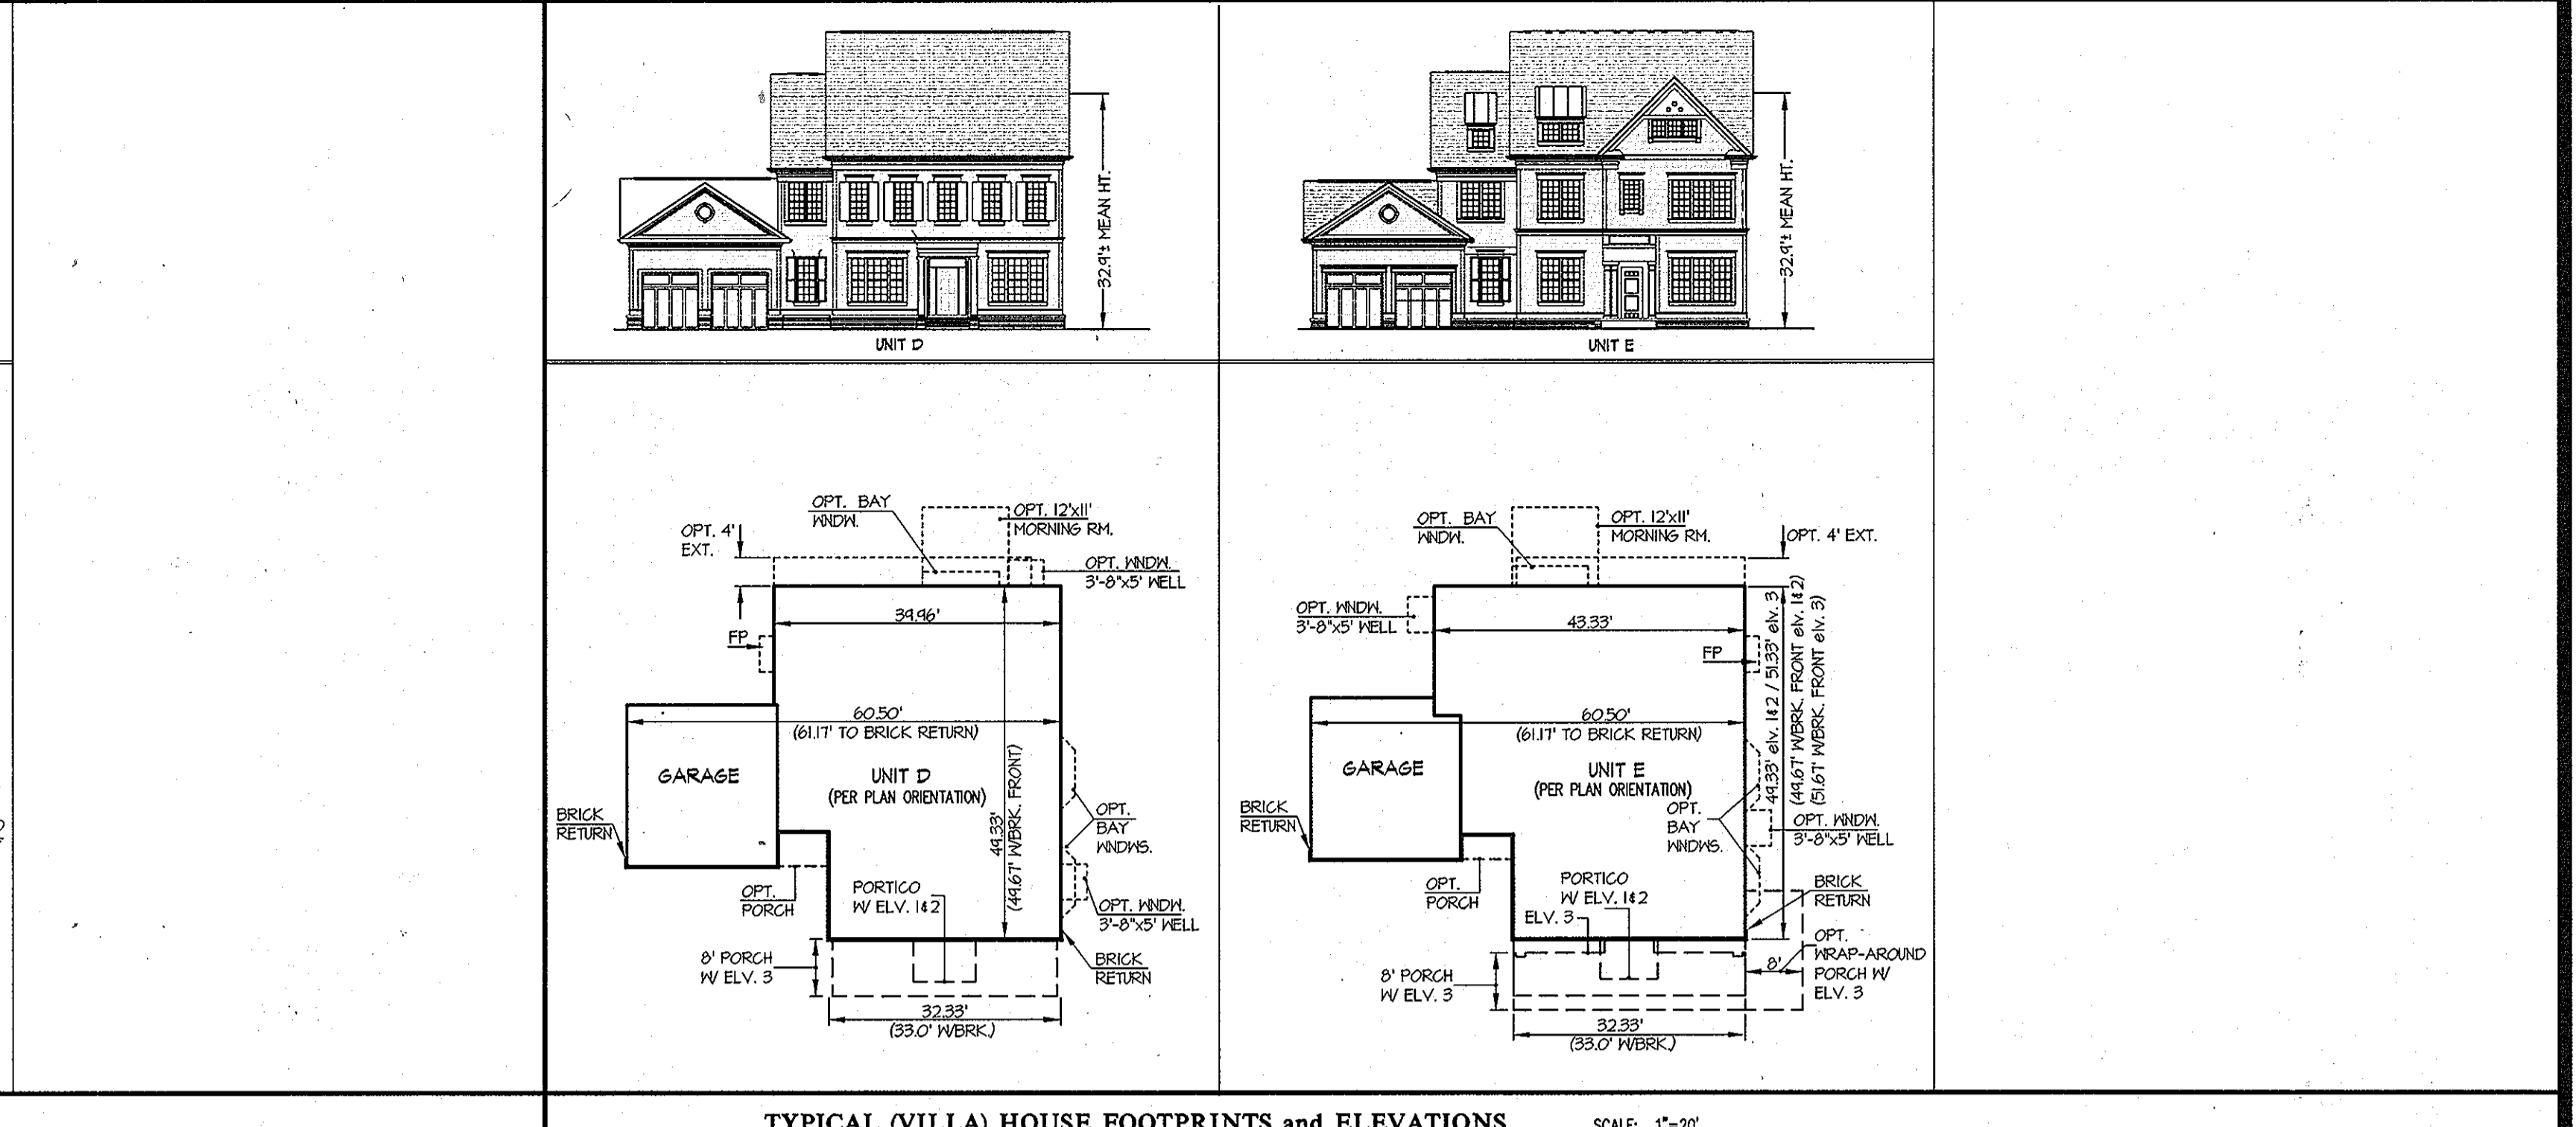 32.9'± MEAN HT.
UNIT D
32.9'± MEAN HT.
UNIT E
OPT. BAY
WNDW.
OPT. 12'x11'
MORNING RM.
OPT. 4'
EXT.
OPT. WNDW.
3'-8"x5' WELL
39.96'
FP
60.50'
(61.17' TO BRICK RETURN)
GARAGE
UNIT D
(PER PLAN ORIENTATION)
49.33'
(49.67' W/BRK. FRONT)
BRICK
RETURN
OPT.
BAY
WNDWS.
OPT.
PORCH
PORTICO
W/ ELV. 1&2
OPT. WNDW.
3'-8"x5' WELL
8' PORCH
W/ ELV. 3
BRICK
RETURN
32.33'
(33.0' W/BRK.)
OPT. BAY
WNDW.
OPT. 12'x11'
MORNING RM.
OPT. 4' EXT.
OPT. WNDW.
3'-8"x5' WELL
43.33'
FP
49.33' elv. 1&2 / 51.33' elv. 3
(49.67' W/BRK. FRONT elv. 1&2)
(51.67' W/BRK. FRONT elv. 3)
60.50'
(61.17' TO BRICK RETURN)
GARAGE
UNIT E
(PER PLAN ORIENTATION)
OPT.
BAY
WNDWS.
BRICK
RETURN
OPT. WNDW.
3'-8"x5' WELL
OPT.
PORCH
PORTICO
W/ ELV. 1&2
ELV. 3
BRICK
RETURN
8' PORCH
W/ ELV. 3
8'
OPT.
WRAP-AROUND
PORCH W/
ELV. 3
32.33'
(33.0' W/BRK.)
TYPICAL (VILLA) HOUSE FOOTPRINTS and ELEVATIONS
SCALE: 1"=20'